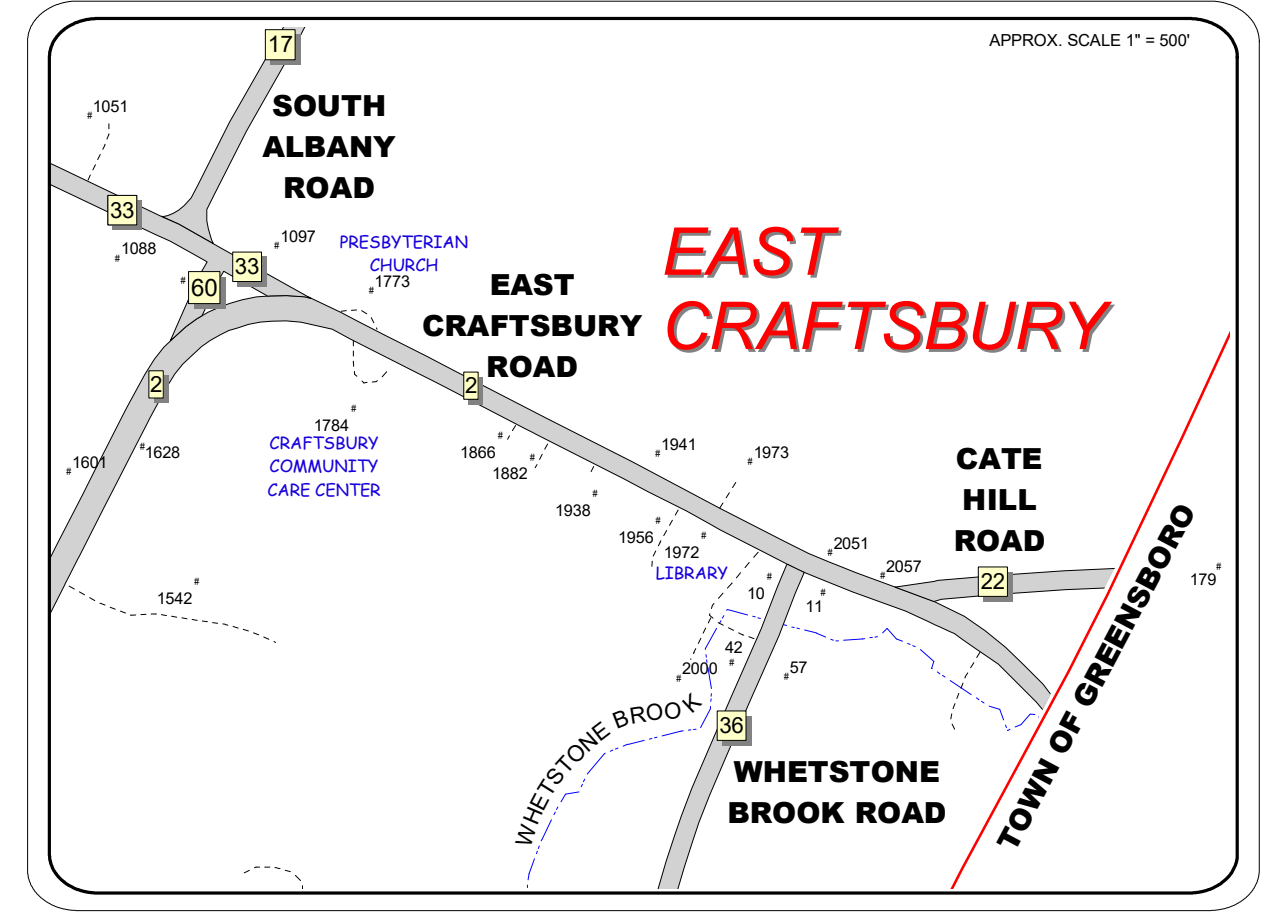 APPROX. SCALE 1" = 500'
17
SOUTH
ALBANY
ROAD
# 1051
33
# 1088
33
# 1097
PRESBYTERIAN
CHURCH
# 1773
#
60
EAST
CRAFTSBURY
ROAD
EAST
CRAFTSBURY
2
2
#
1784
CRAFTSBURY
COMMUNITY
CARE CENTER
# 1601
# 1628
#
1866
#
1882
#
1938
# 1941
# 1973
#
1956
#
1972
LIBRARY
CATE
HILL
ROAD
# 2051
# 2057
22
#
179
#
1542
#
10
#
11
42
#
# 2000
# 57
WHETSTONE BROOK
36
WHETSTONE
BROOK ROAD
TOWN OF GREENSBORO